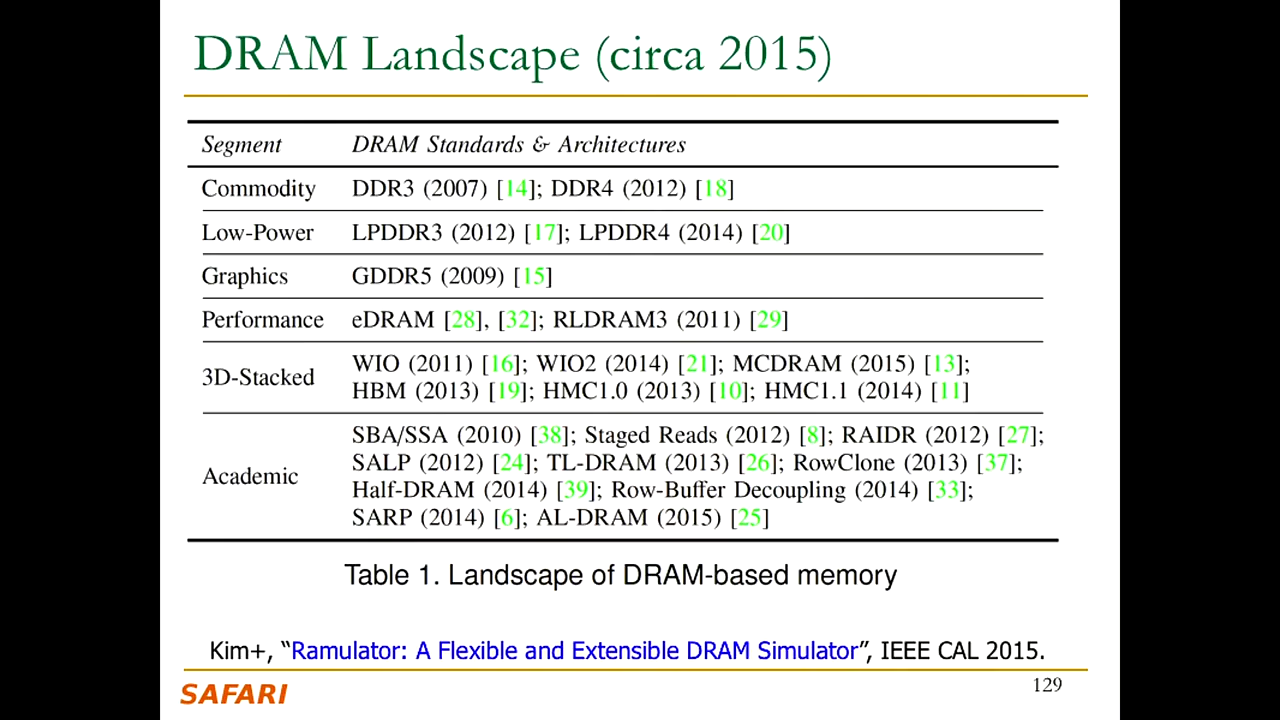 DRAM Landscape (circa 2015)
Segment DRAM Standards & Architectures
Commodity DDR3 (2007) [14]; DDR4 (2012) [18]
Low-Power LPDDR3 (2012) [17]; LPDDR4 (2014) [20]
Graphics GDDR5 (2009) [15]
Performance eDRAM [28], [32]; RLDRAM3 (2011) [29]
3D-Stacked WIO (2011) [16]; WIO2 (2014) [21]; MCDRAM (2015) [13];
HBM (2013) [19]; HMC1.0 (2013) [10]; HMC1.1 (2014) [11]
Academic SBA/SSA (2010) [38]; Staged Reads (2012) [8]; RAIDR (2012) [27];
SALP (2012) [24]; TL-DRAM (2013) [26]; RowClone (2013) [37];
Half-DRAM (2014) [39]; Row-Buffer Decoupling (2014) [33];
SARP (2014) [6]; AL-DRAM (2015) [25]
Table 1. Landscape of DRAM-based memory
Kim+, “Ramulator: A Flexible and Extensible DRAM Simulator”, IEEE CAL 2015.
SAFARI 129